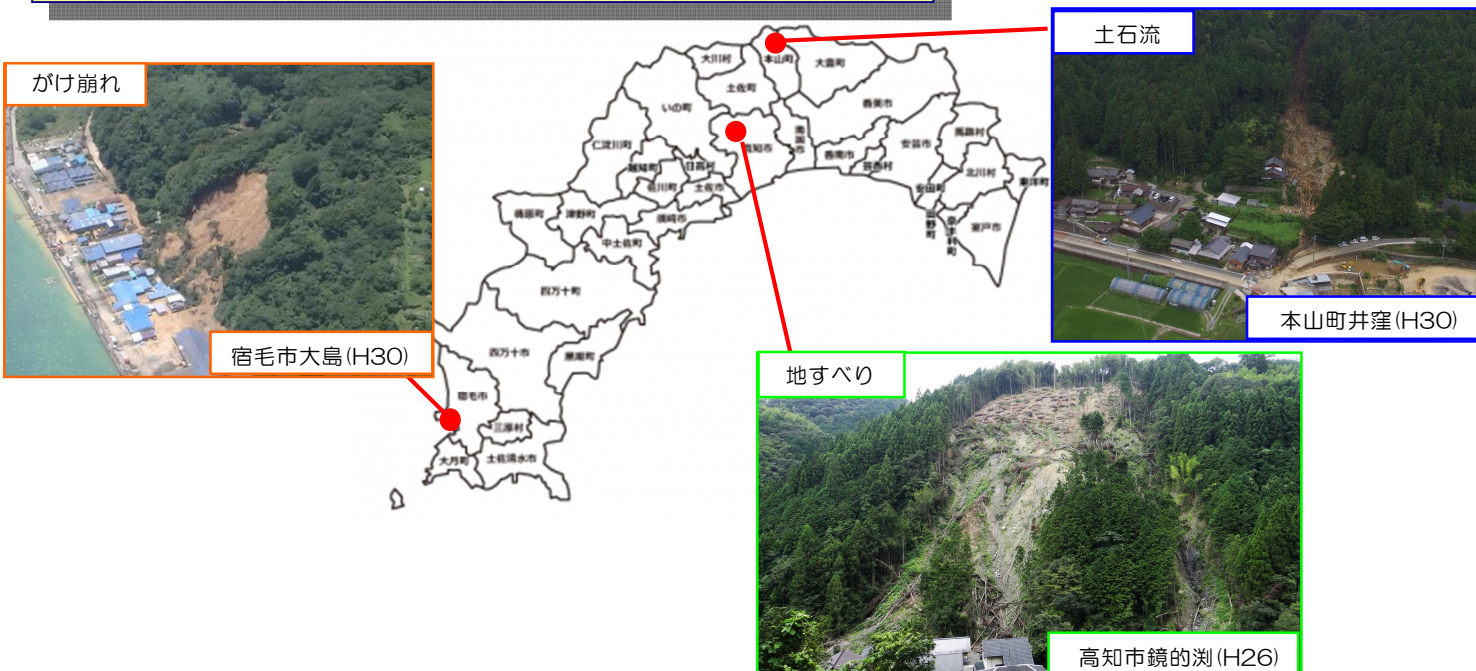 土石流
がけ崩れ
大川村
本山町
大豊町
土佐町
いの町
香美市
仁淀川町
高知市
南国市
香南市
芸西村
安芸市
馬路村
北川村
東洋町
安田町
田野町
奈半利町
室戸市
越知町
日高村
佐川町
土佐市
須崎市
梼原町
津野町
中土佐町
四万十町
四万十市
黒潮町
宿毛市
三原村
大月町
土佐清水市
宿毛市大島(H30)
本山町井窪(H30)
地すべり
高知市鏡的渕(H26)